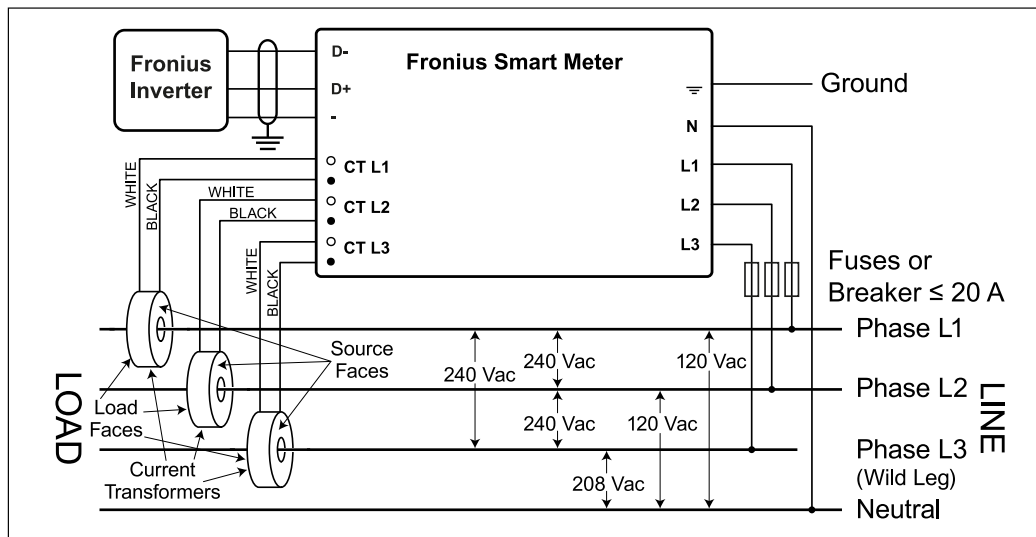 Fronius
Inverter
D-
D+
-
Fronius Smart Meter
Ground
N
L1
L2
L3
CT L1
CT L2
CT L3
WHITE
BLACK
WHITE
BLACK
WHITE
BLACK
Fuses or
Breaker ≤ 20 A
Phase L1
Phase L2
Phase L3
(Wild Leg)
Neutral
LINE
LOAD
Source
Faces
Load
Faces
Current
Transformers
240 Vac
240 Vac
240 Vac
120 Vac
120 Vac
208 Vac